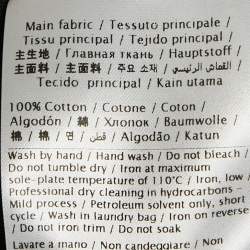 Main fabric / Tessuto principale /
Tissu principal / Tejido principal /
主生地 / Главная ткань / Hauptstoff /
主面料 / 主面料 / 주요 소재 / القماش الرئيسي /
Tecido principal / Kain utama
100% Cotton / Cotone / Coton /
Algodón / 綿 / Хлопок / Baumwolle /
棉 / 棉 / 면 / قطن / Algodão / Katun
Wash by hand / Hand wash / Do not bleach /
Do not tumble dry / Iron at maximum
sole-plate temperature of 110°C / Iron, low /
Professional dry cleaning in hydrocarbons –
Mild process / Petroleum solvent only, short
cycle / Wash in laundry bag / Iron on reverse
/ Do not iron trim / Do not soak
Lavare a mano / Non candeggiare / Non